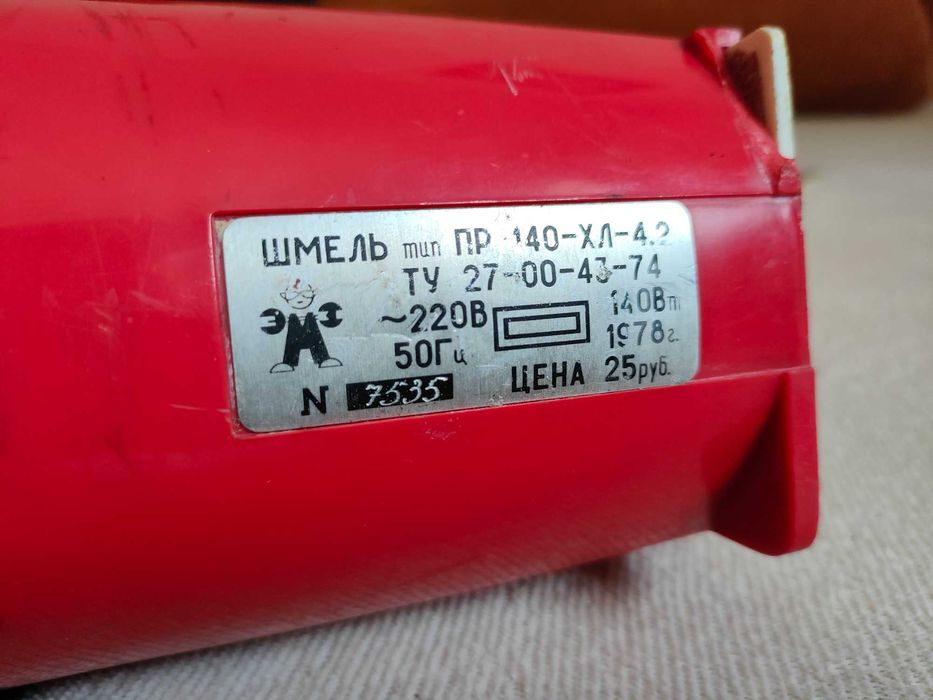 ШМЕЛЬ тип ПР 140-ХЛ-4.2
ТУ 27-00-43-74
ЭМЗ
~220В 140Вт
50Гц 1978г.
N 7535 ЦЕНА 25руб.